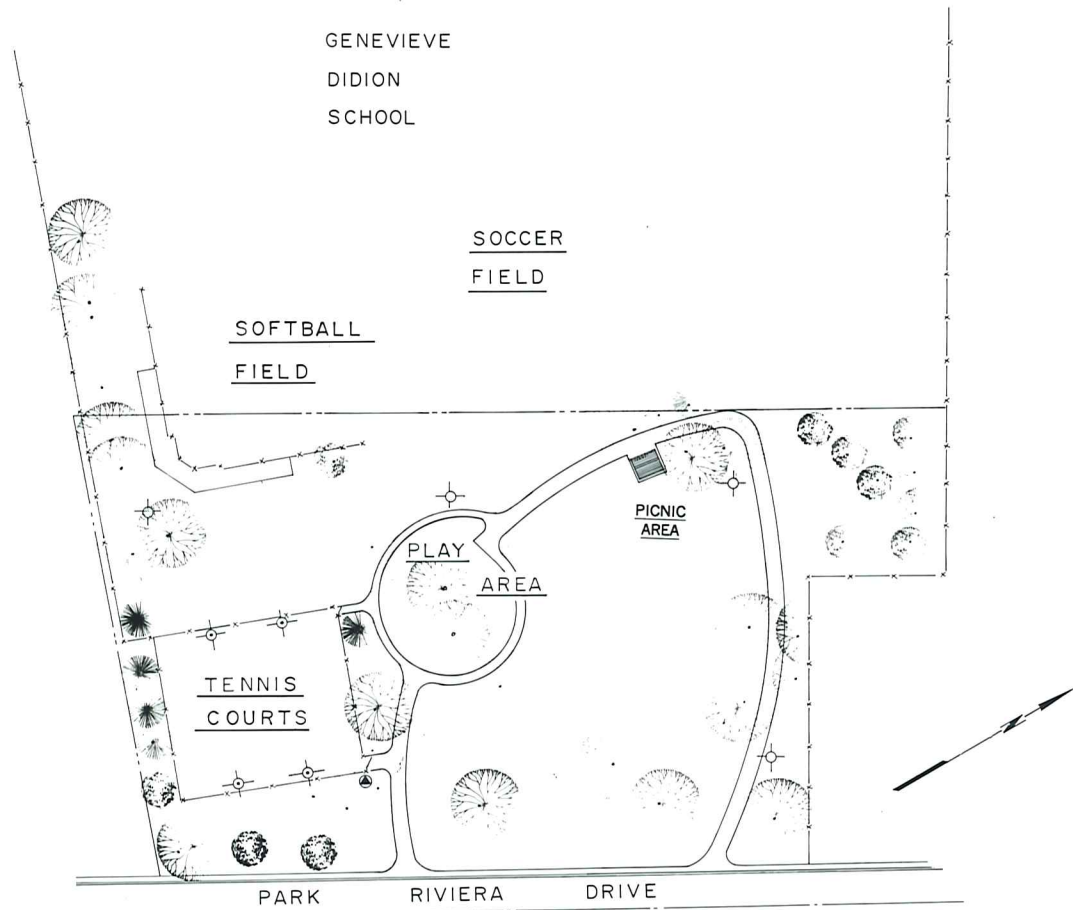 GENEVIEVE
DIDION
SCHOOL
SOCCER
FIELD
SOFTBALL
FIELD
PICNIC
AREA
PLAY
AREA
TENNIS
COURTS
N
PARK RIVIERA DRIVE